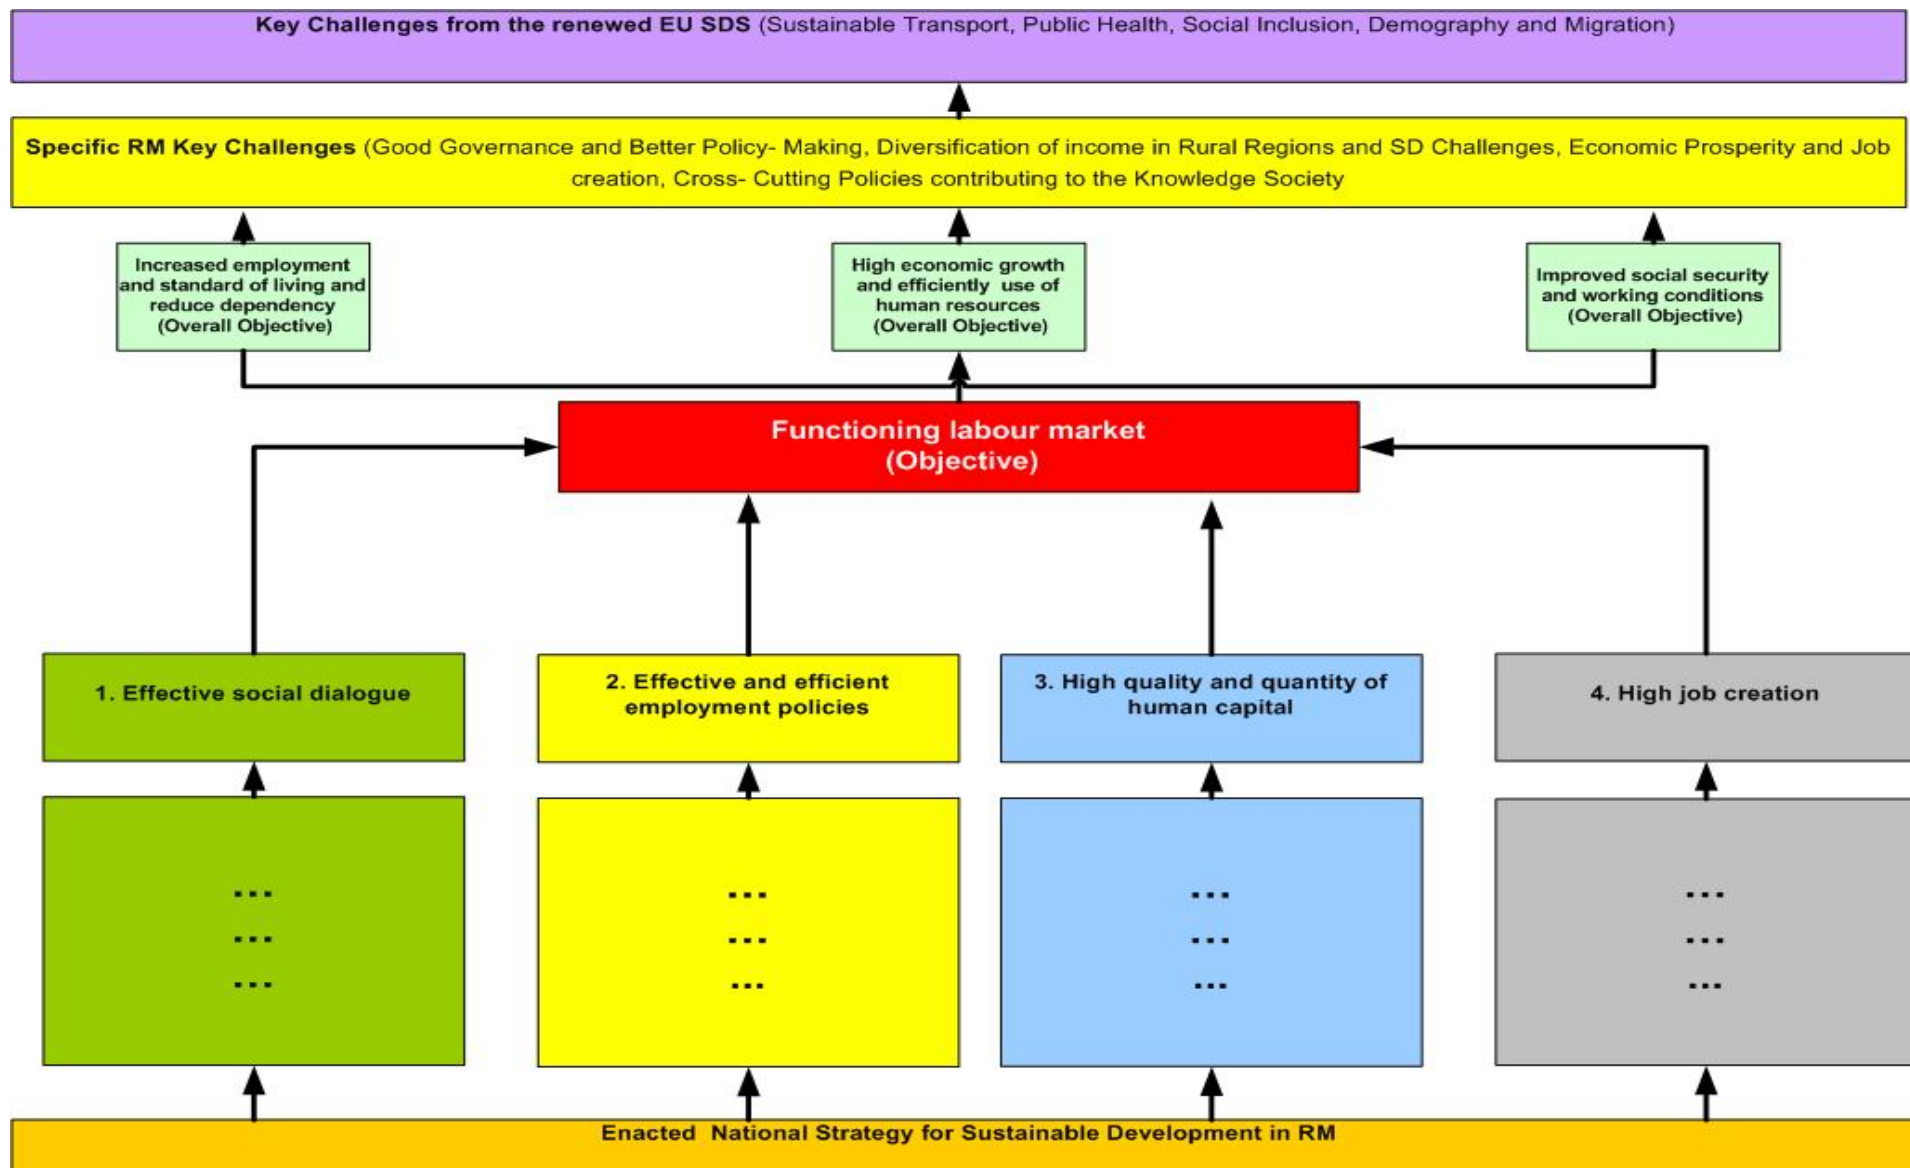 Key Challenges from the renewed EU SDS (Sustainable Transport, Public Health, Social Inclusion, Demography and Migration)
Specific RM Key Challenges (Good Governance and Better Policy- Making, Diversification of income in Rural Regions and SD Challenges, Economic Prosperity and Job
creation, Cross- Cutting Policies contributing to the Knowledge Society
Increased employment
and standard of living and
reduce dependency
(Overall Objective)
High economic growth
and efficiently use of
human resources
(Overall Objective)
Improved social security
and working conditions
(Overall Objective)
Functioning labour market
(Objective)
1. Effective social dialogue
2. Effective and efficient
employment policies
3. High quality and quantity of
human capital
4. High job creation
...
...
...
...
...
...
...
...
...
...
...
...
Enacted National Strategy for Sustainable Development in RM